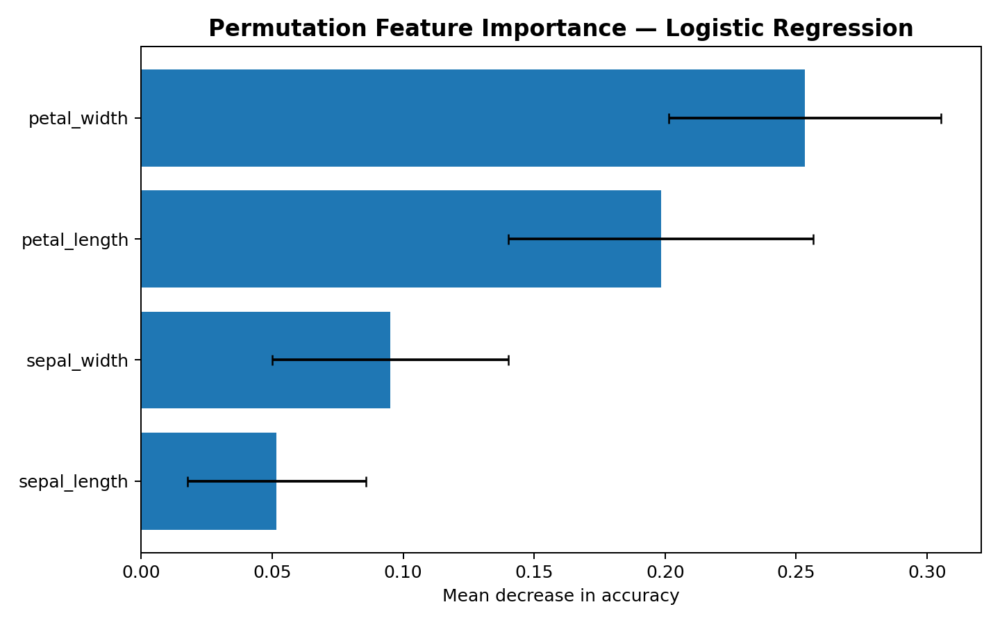 Permutation Feature Importance — Logistic Regression
petal_width
petal_length
sepal_width
sepal_length
0.00 0.05 0.10 0.15 0.20 0.25 0.30
Mean decrease in accuracy